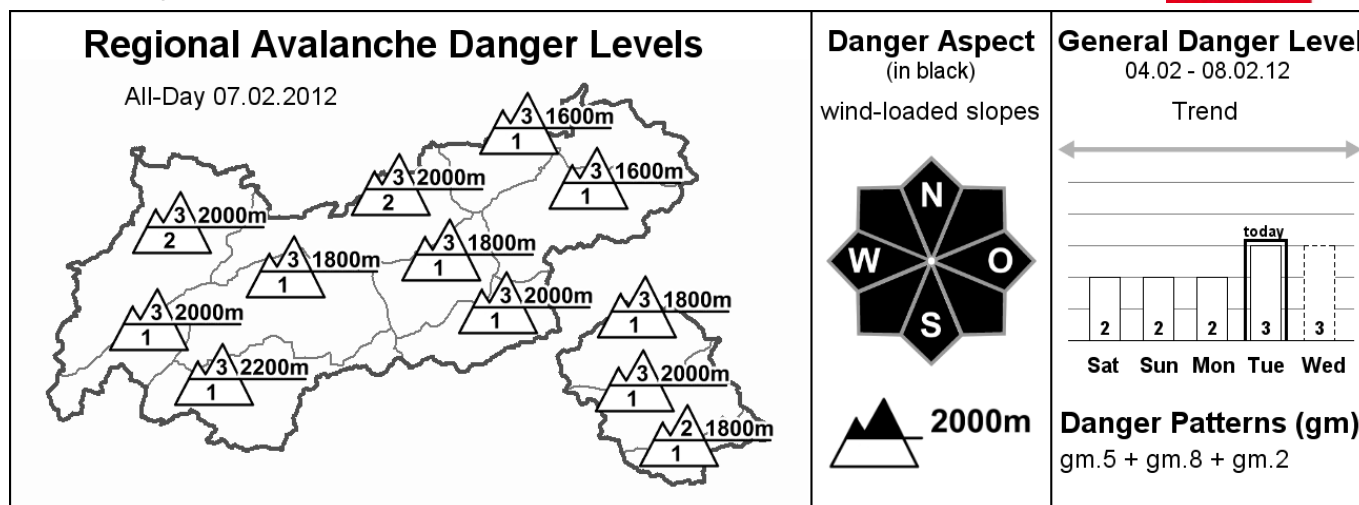 Regional Avalanche Danger Levels
All-Day 07.02.2012
3 1600m
1
3 1600m
1
3 2000m
2
3 2000m
2
3 1800m
1
3 1800m
1
3 2000m
1
3 2000m
1
3 1800m
1
3 2200m
1
3 2000m
1
2 1800m
1
Danger Aspect
(in black)
wind-loaded slopes
N
W O
S
2000m
General Danger Level
04.02 - 08.02.12
Trend
today
2 2 2 3 3
Sat Sun Mon Tue Wed
Danger Patterns (gm)
gm.5 + gm.8 + gm.2